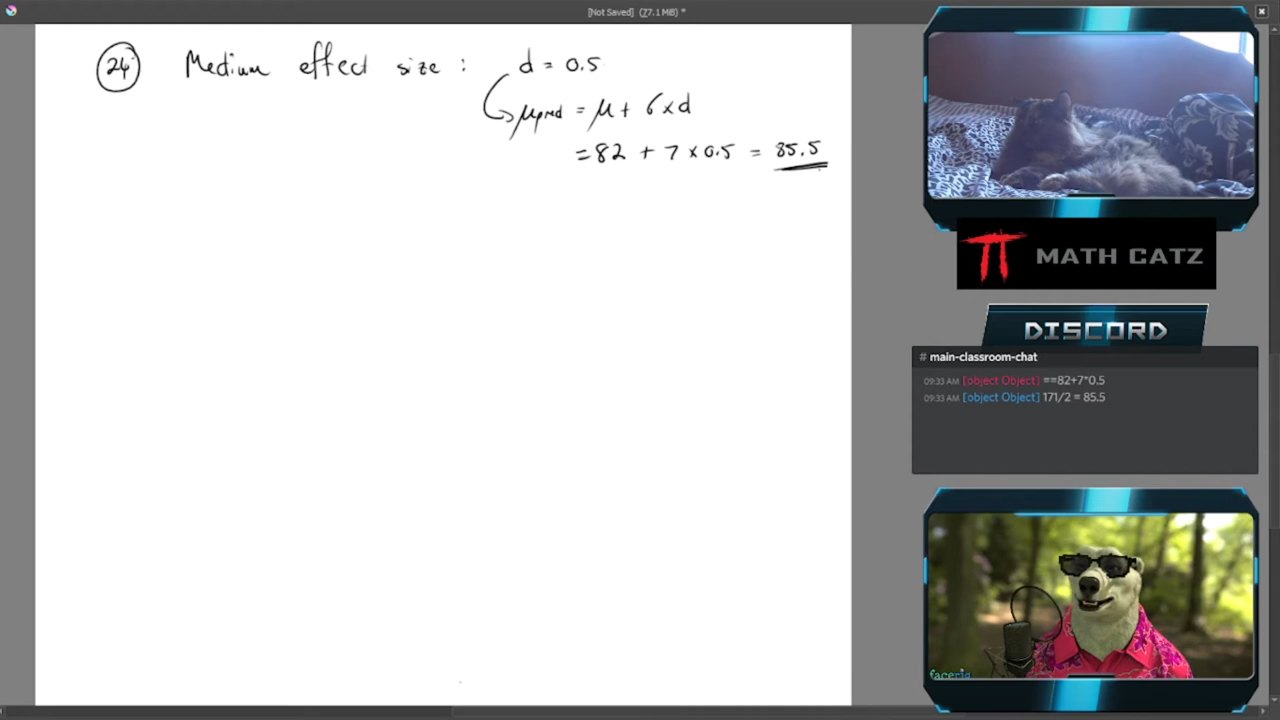 [Not Saved] (77.1 MiB) *
24 Medium effect size : d = 0.5
μpred = μ + σ × d
= 82 + 7 × 0.5 = 85.5
MATH CATZ
DISCORD
# main-classroom-chat
09:33 AM [object Object] ==82+7*0.5
09:33 AM [object Object] 171/2 = 85.5
facerig